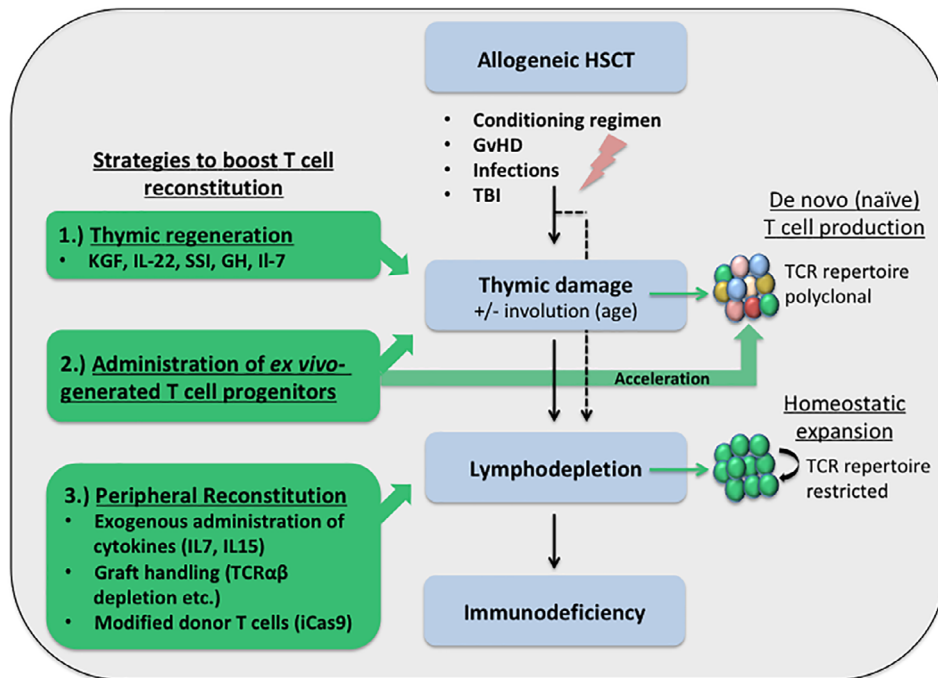 Allogeneic HSCT
• Conditioning regimen
• GvHD
• Infections
• TBI
Strategies to boost T cell
reconstitution
1.) Thymic regeneration
• KGF, IL-22, SSI, GH, Il-7
2.) Administration of ex vivo-
generated T cell progenitors
3.) Peripheral Reconstitution
• Exogenous administration of
cytokines (IL7, IL15)
• Graft handling (TCRαβ
depletion etc.)
• Modified donor T cells (iCas9)
Thymic damage
+/- involution (age)
Acceleration
Lymphodepletion
Immunodeficiency
De novo (naïve)
T cell production
TCR repertoire
polyclonal
Homeostatic
expansion
TCR repertoire
restricted